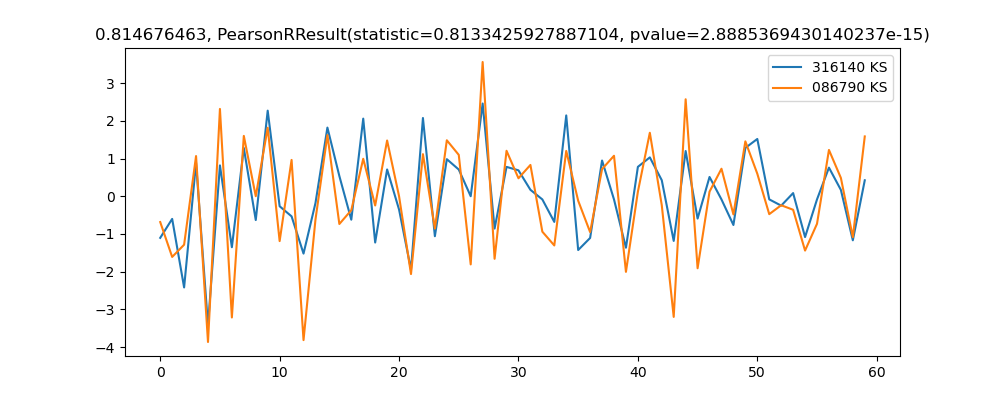 0.814676463, PearsonRResult(statistic=0.8133425927887104, pvalue=2.8885369430140237e-15)
316140 KS
086790 KS
3
2
1
0
−1
−2
−3
−4
0 10 20 30 40 50 60